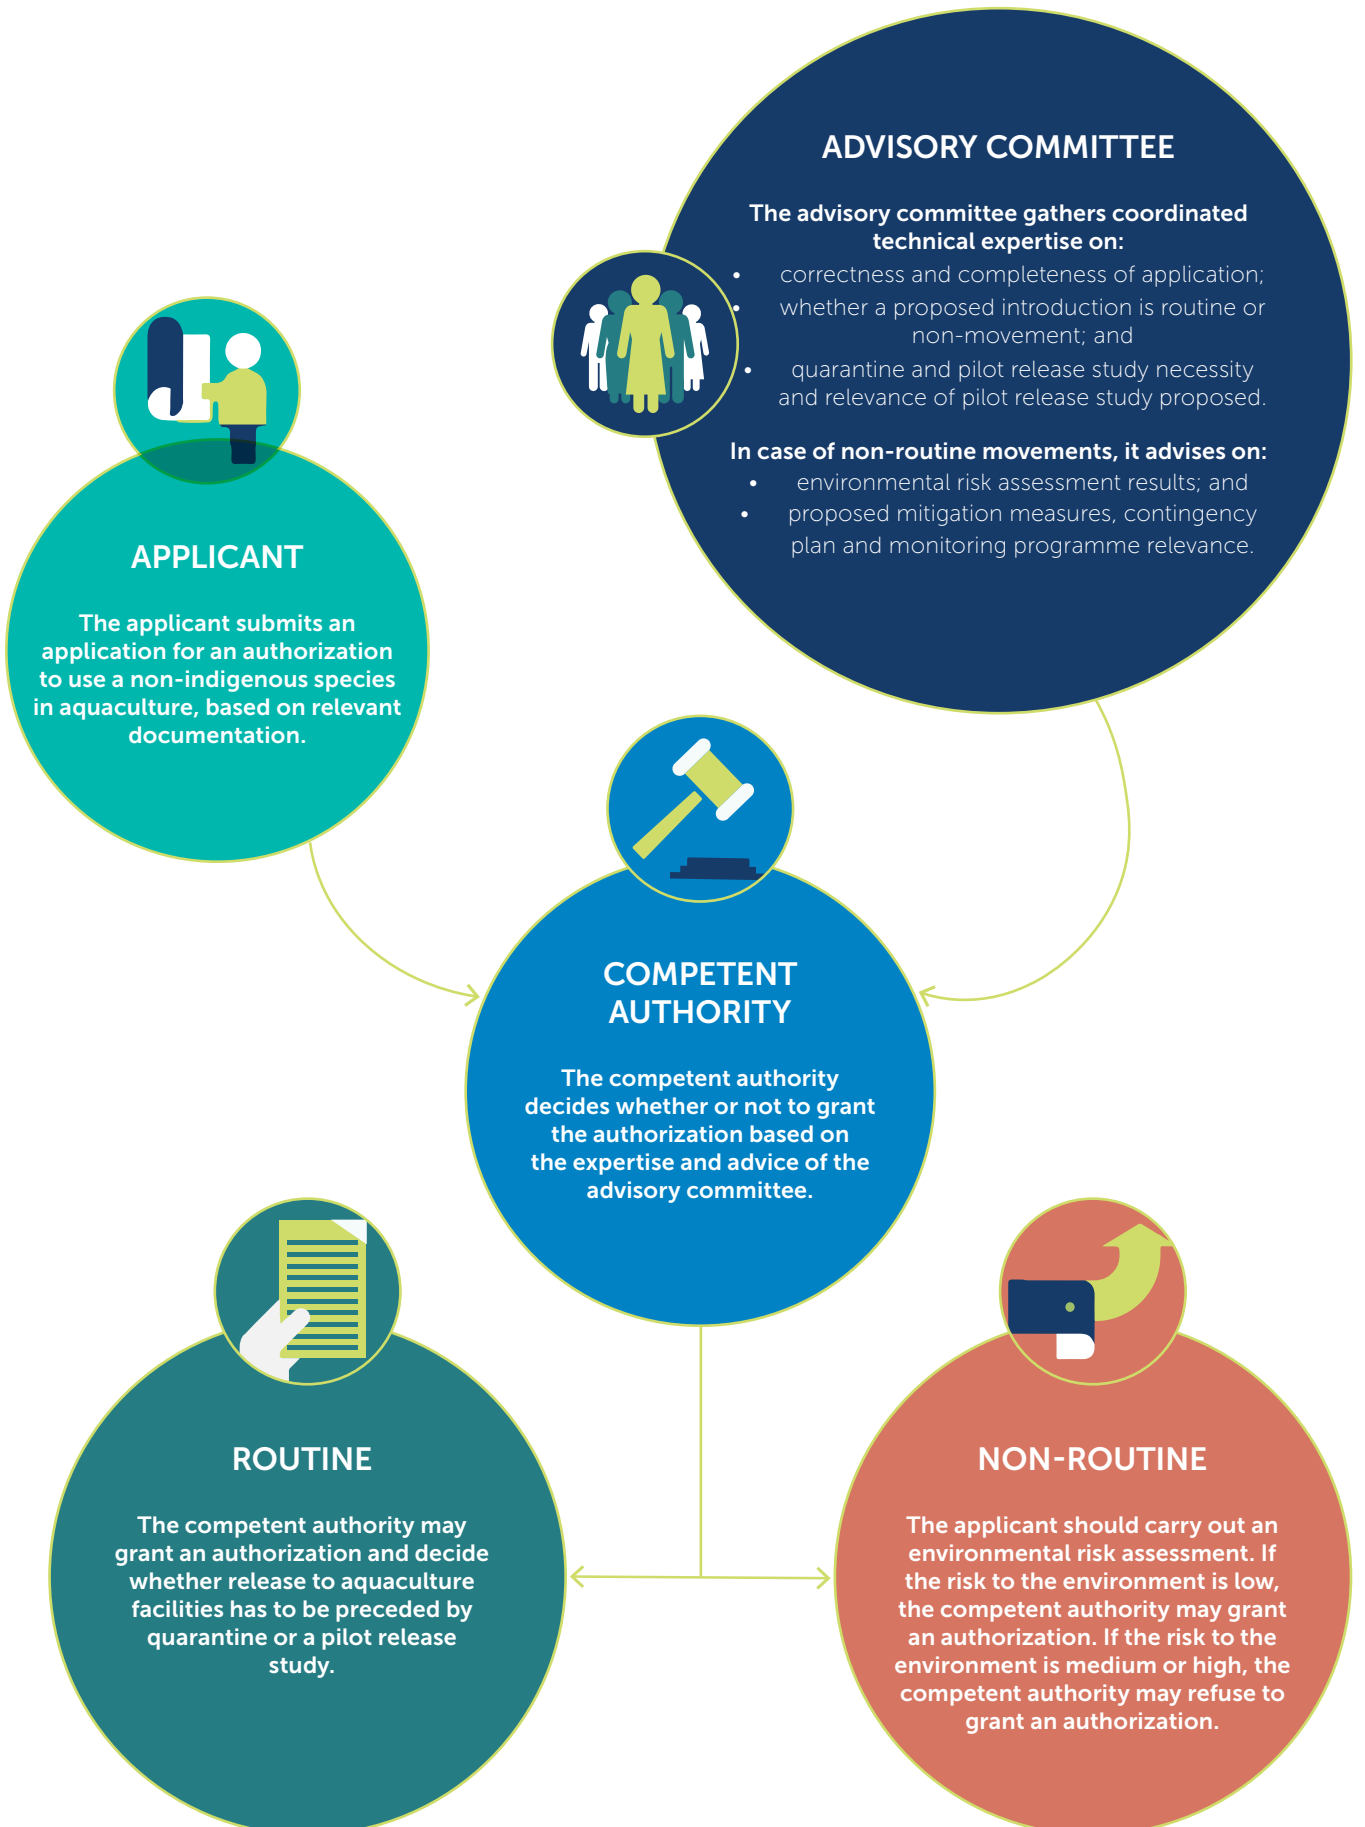 ADVISORY COMMITTEE
The advisory committee gathers coordinated
technical expertise on:
• correctness and completeness of application;
• whether a proposed introduction is routine or
non-movement; and
• quarantine and pilot release study necessity
and relevance of pilot release study proposed.
In case of non-routine movements, it advises on:
• environmental risk assessment results; and
• proposed mitigation measures, contingency
plan and monitoring programme relevance.
APPLICANT
The applicant submits an
application for an authorization
to use a non-indigenous species
in aquaculture, based on relevant
documentation.
COMPETENT
AUTHORITY
The competent authority
decides whether or not to grant
the authorization based on
the expertise and advice of the
advisory committee.
ROUTINE
The competent authority may
grant an authorization and decide
whether release to aquaculture
facilities has to be preceded by
quarantine or a pilot release
study.
NON-ROUTINE
The applicant should carry out an
environmental risk assessment. If
the risk to the environment is low,
the competent authority may grant
an authorization. If the risk to the
environment is medium or high, the
competent authority may refuse to
grant an authorization.